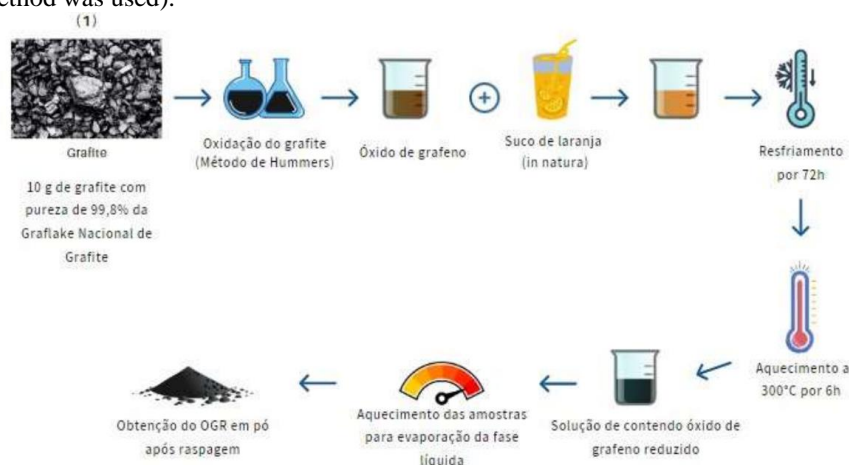 ethod was used).
(1)
Grafite
10 g de grafite com
pureza de 99,8% da
Graflake Nacional de
Grafite
Oxidação do grafite
(Método de Hummers)
Óxido de grafeno
Suco de laranja
(in natura)
Resfriamento
por 72h
Aquecimento a
300°C por 6h
Solução de contendo óxido de
grafeno reduzido
Aquecimento das amostras
para evaporação da fase
líquida
Obtenção do OGR em pó
após raspagem